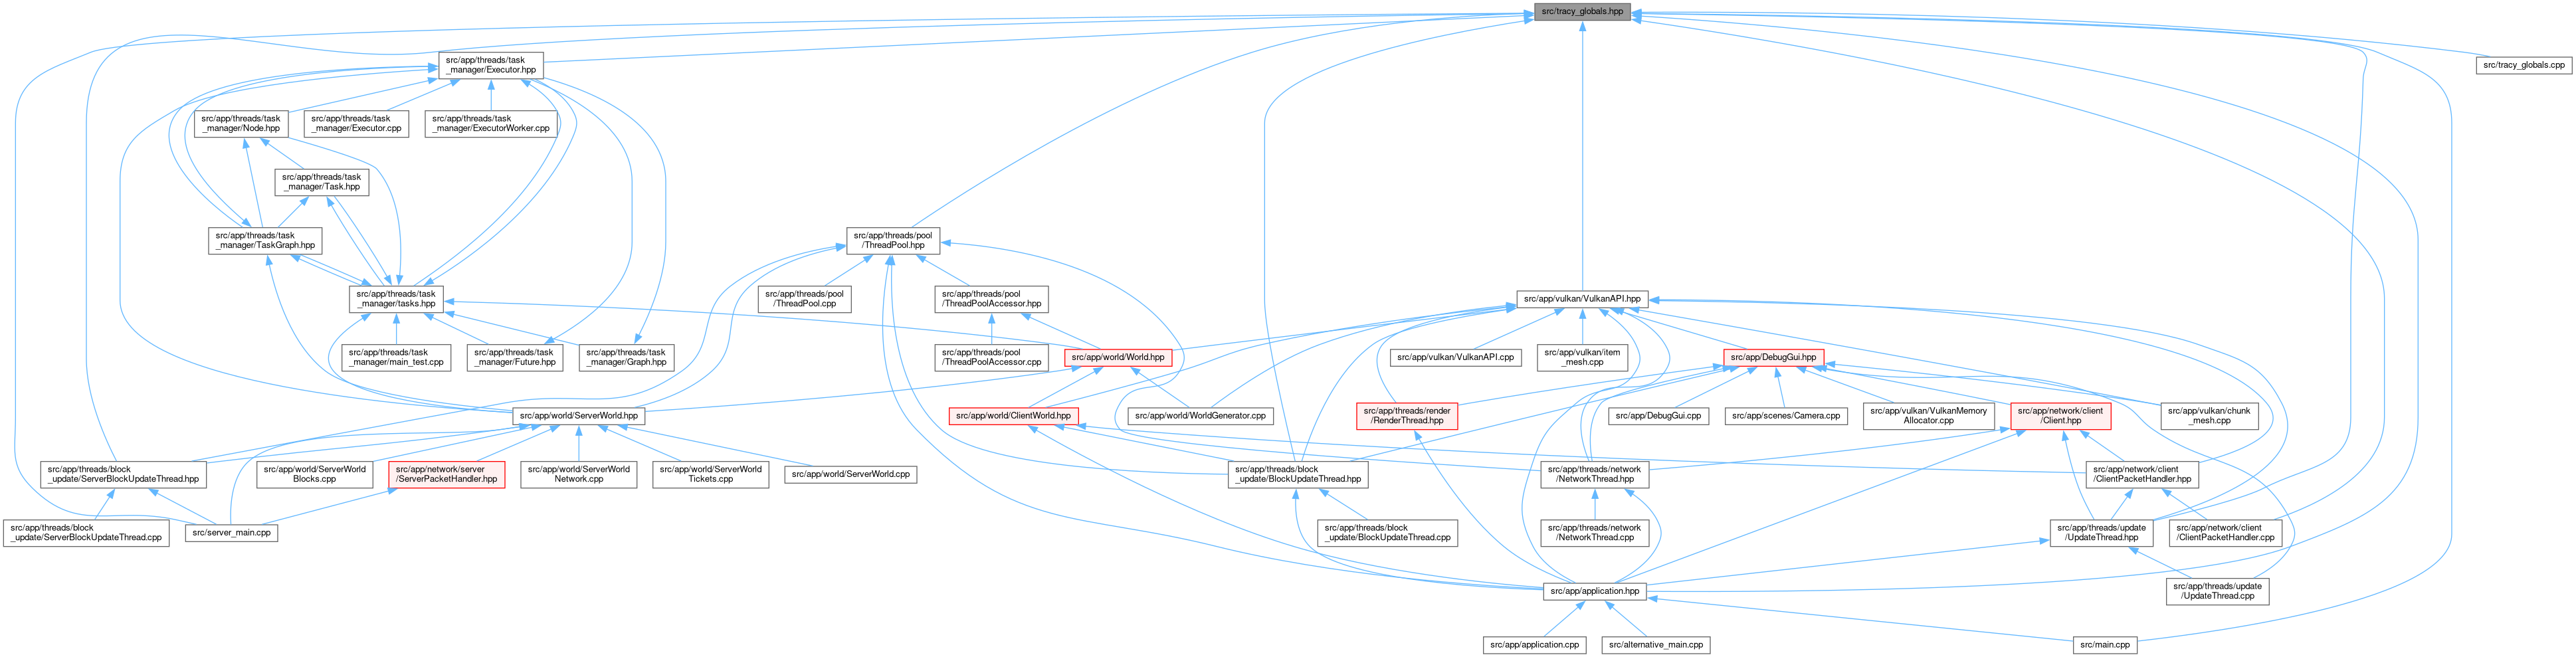 src/tracy_globals.hpp
src/app/threads/task
_manager/Executor.hpp
src/tracy_globals.cpp
src/app/threads/task
_manager/Node.hpp
src/app/threads/task
_manager/Executor.cpp
src/app/threads/task
_manager/ExecutorWorker.cpp
src/app/threads/task
_manager/Task.hpp
src/app/threads/task
_manager/TaskGraph.hpp
src/app/threads/pool
/ThreadPool.hpp
src/app/threads/task
_manager/tasks.hpp
src/app/threads/pool
/ThreadPool.cpp
src/app/threads/pool
/ThreadPoolAccessor.hpp
src/app/vulkan/VulkanAPI.hpp
src/app/threads/task
_manager/main_test.cpp
src/app/threads/task
_manager/Future.hpp
src/app/threads/task
_manager/Graph.hpp
src/app/threads/pool
/ThreadPoolAccessor.cpp
src/app/world/World.hpp
src/app/vulkan/VulkanAPI.cpp
src/app/vulkan/item
_mesh.cpp
src/app/DebugGui.hpp
src/app/world/ServerWorld.hpp
src/app/world/ClientWorld.hpp
src/app/world/WorldGenerator.cpp
src/app/threads/render
/RenderThread.hpp
src/app/DebugGui.cpp
src/app/scenes/Camera.cpp
src/app/vulkan/VulkanMemory
Allocator.cpp
src/app/network/client
/Client.hpp
src/app/vulkan/chunk
_mesh.cpp
src/app/threads/block
_update/ServerBlockUpdateThread.hpp
src/app/world/ServerWorld
Blocks.cpp
src/app/network/server
/ServerPacketHandler.hpp
src/app/world/ServerWorld
Network.cpp
src/app/world/ServerWorld
Tickets.cpp
src/app/world/ServerWorld.cpp
src/app/threads/block
_update/BlockUpdateThread.hpp
src/app/threads/network
/NetworkThread.hpp
src/app/network/client
/ClientPacketHandler.hpp
src/app/threads/block
_update/ServerBlockUpdateThread.cpp
src/server_main.cpp
src/app/threads/block
_update/BlockUpdateThread.cpp
src/app/threads/network
/NetworkThread.cpp
src/app/threads/update
/UpdateThread.hpp
src/app/network/client
/ClientPacketHandler.cpp
src/app/application.hpp
src/app/threads/update
/UpdateThread.cpp
src/app/application.cpp
src/alternative_main.cpp
src/main.cpp